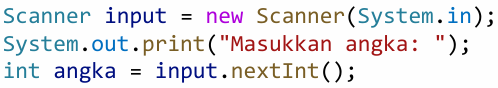 Scanner input = new Scanner(System.in);
System.out.print("Masukkan angka: ");
int angka = input.nextInt();